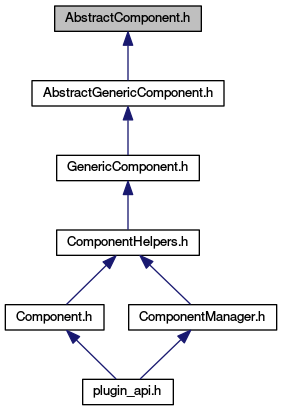 AbstractComponent.h
AbstractGenericComponent.h
GenericComponent.h
ComponentHelpers.h
Component.h
ComponentManager.h
plugin_api.h